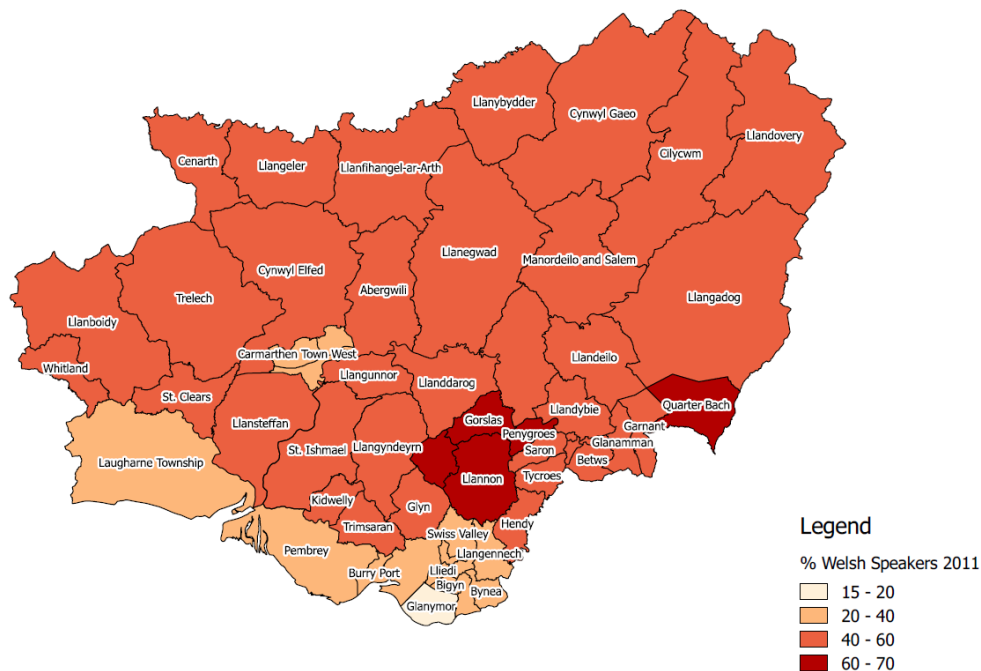 Llanybydder
Cynwyl Gaeo
Llandovery
Cilycwm
Cenarth
Llangeler
Llanfihangel-ar-Arth
Llanegwad
Manordeilo and Salem
Cynwyl Elfed
Abergwili
Trelech
Llangadog
Llanboidy
Carmarthen Town West
Llandeilo
Whitland
Llangunnor
Llanddarog
St. Clears
Quarter Bach
Llansteffan
Llandybie
Gorslas
Garnant
Penygroes
Glanamman
St. Ishmael
Llangyndeyrn
Saron
Betws
Laugharne Township
Llannon
Tycroes
Kidwelly
Glyn
Trimsaran
Hendy
Swiss Valley
Pembrey
Llangennech
Burry Port
Lliedi
Bigyn
Bynea
Glanymor
Legend
% Welsh Speakers 2011
15 - 20
20 - 40
40 - 60
60 - 70